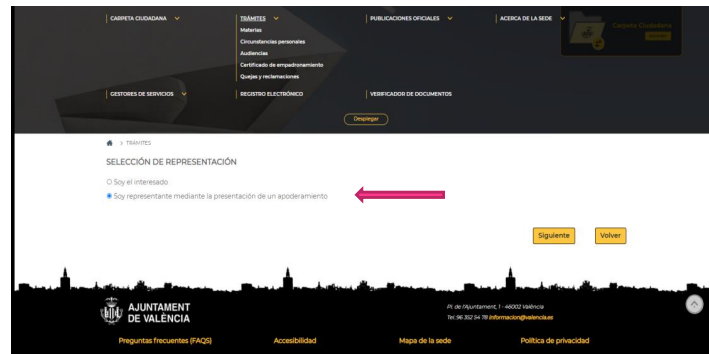 CARPETA CIUDADANA
TRÁMITES
PUBLICACIONES OFICIALES
ACERCA DE LA SEDE
Carpeta Ciudadana
Materias
Circunstancias personales
Audiencias
Certificado de empadronamiento
Quejas y reclamaciones
GESTORES DE SERVICIOS
REGISTRO ELECTRÓNICO
VERIFICADOR DE DOCUMENTOS
Desplegar
> TRÁMITES
SELECCIÓN DE REPRESENTACIÓN
Soy el interesado
Soy representante mediante la presentación de un apoderamiento
Siguiente
Volver
AJUNTAMENT
DE VALÈNCIA
Pl. de l'Ajuntament, 1 - 46002 València
Tel.:96 352 54 78 informacion@valencia.es
Preguntas frecuentes (FAQS)
Accesibilidad
Mapa de la sede
Política de privacidad